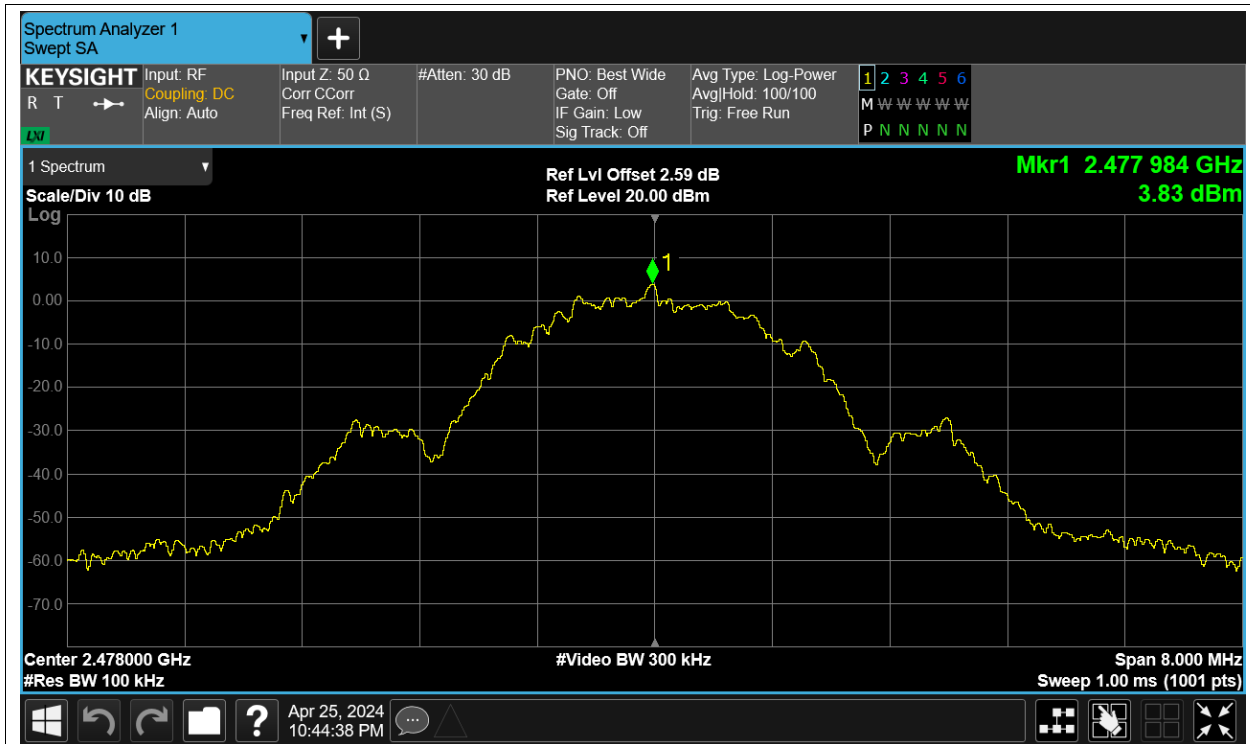 Spectrum Analyzer 1
Swept SA
KEYSIGHT
R T
LXI
Input: RF
Coupling: DC
Align: Auto
Input Z: 50 Ω
Corr CCorr
Freq Ref: Int (S)
#Atten: 30 dB
PNO: Best Wide
Gate: Off
IF Gain: Low
Sig Track: Off
Avg Type: Log-Power
Avg|Hold: 100/100
Trig: Free Run
1 2 3 4 5 6
M W W W W W
P N N N N N
1 Spectrum
Scale/Div 10 dB
Log
Ref Lvl Offset 2.59 dB
Ref Level 20.00 dBm
Mkr1 2.477 984 GHz
3.83 dBm
10.0
1
0.00
-10.0
-20.0
-30.0
-40.0
-50.0
-60.0
-70.0
Center 2.478000 GHz
#Res BW 100 kHz
#Video BW 300 kHz
Span 8.000 MHz
Sweep 1.00 ms (1001 pts)
?
Apr 25, 2024
10:44:38 PM